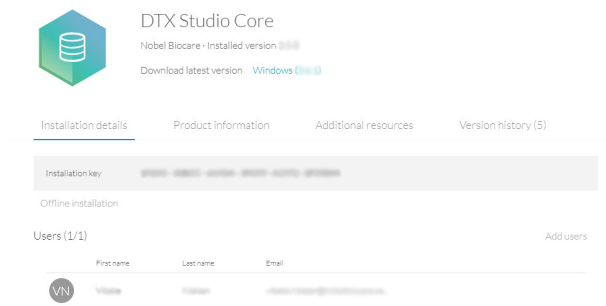 DTX Studio Core
Nobel Biocare - Installed version
Download latest version Windows (
Installation details Product information Additional resources Version history (5)
Installation key
Offline installation
Users (1/1) Add users
First name Last name Email
VN